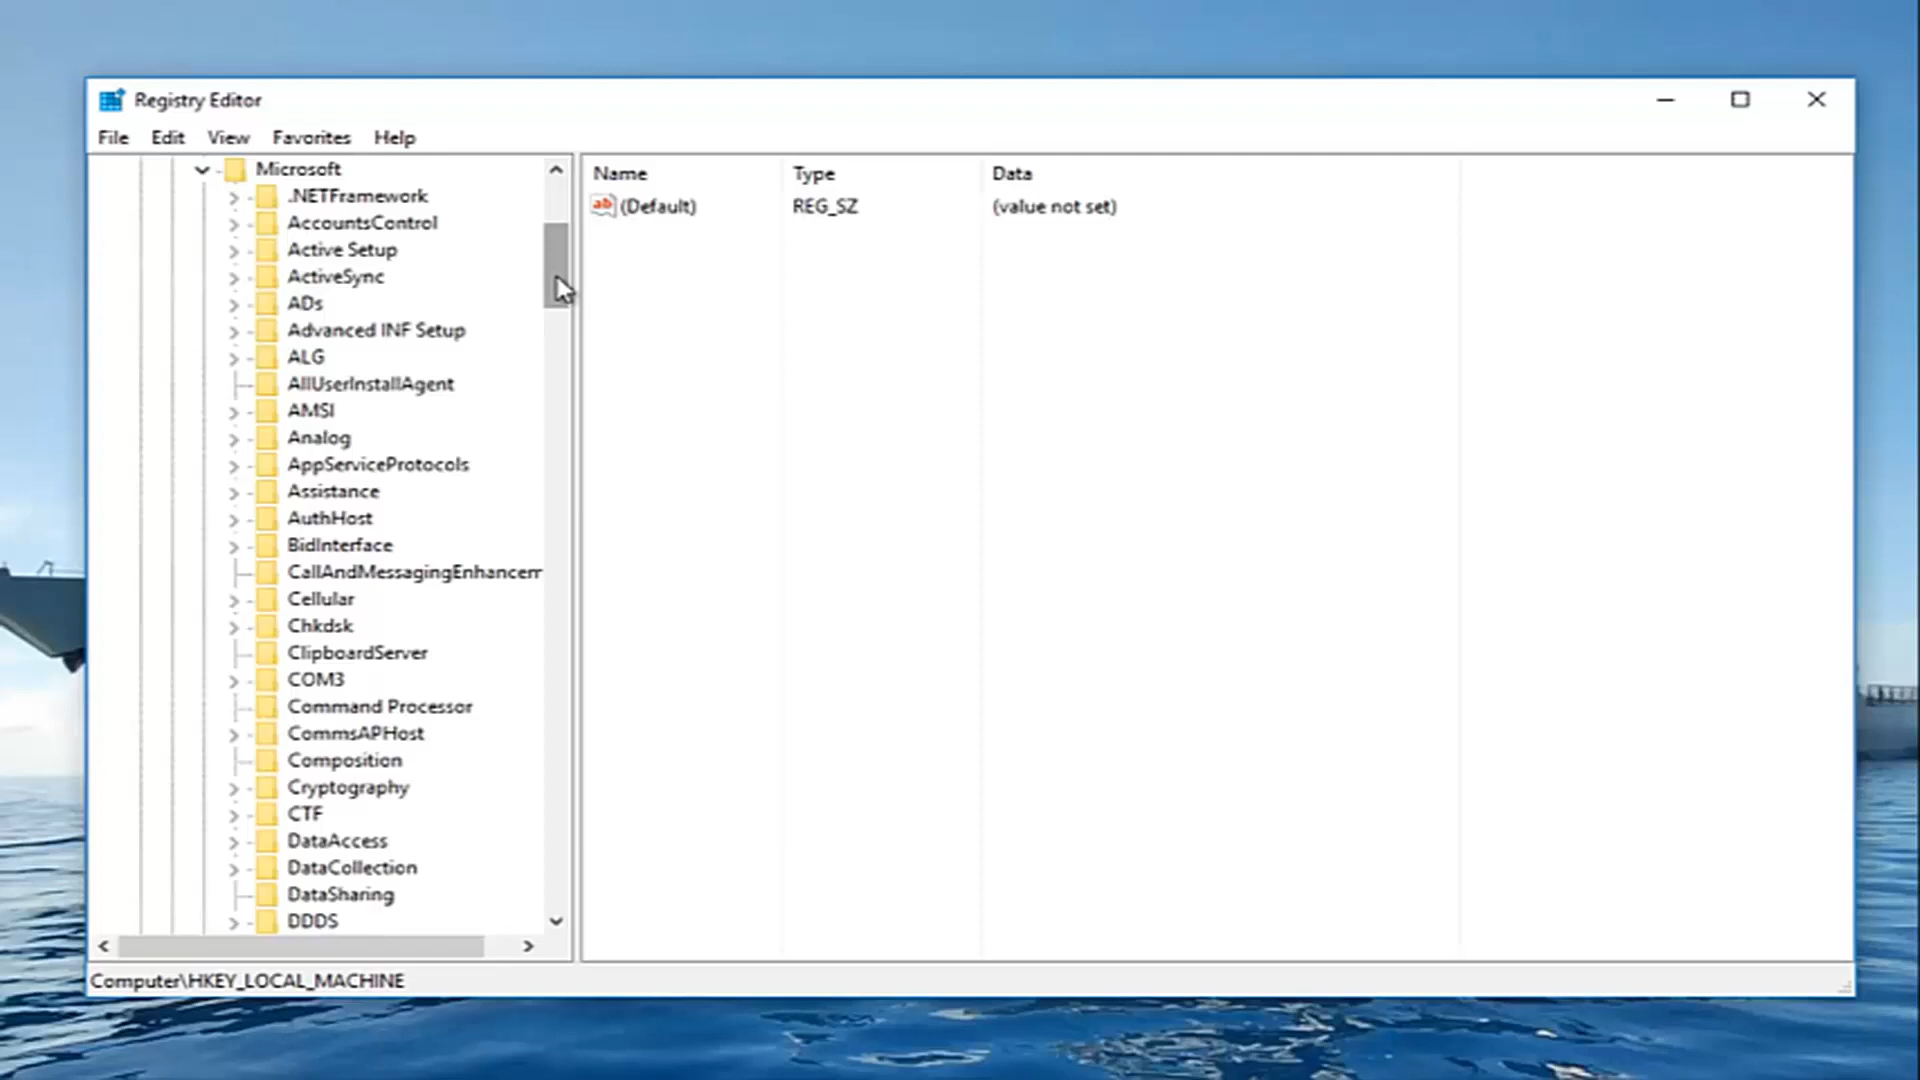 Registry Editor
File Edit View Favorites Help
Microsoft
.NETFramework
AccountsControl
Active Setup
ActiveSync
ADs
Advanced INF Setup
ALG
AllUserInstallAgent
AMSI
Analog
AppServiceProtocols
Assistance
AuthHost
BidInterface
CallAndMessagingEnhancem
Cellular
Chkdsk
ClipboardServer
COM3
Command Processor
CommsAPHost
Composition
Cryptography
CTF
DataAccess
DataCollection
DataSharing
DDDS
Name Type Data
ab (Default) REG_SZ (value not set)
Computer\HKEY_LOCAL_MACHINE